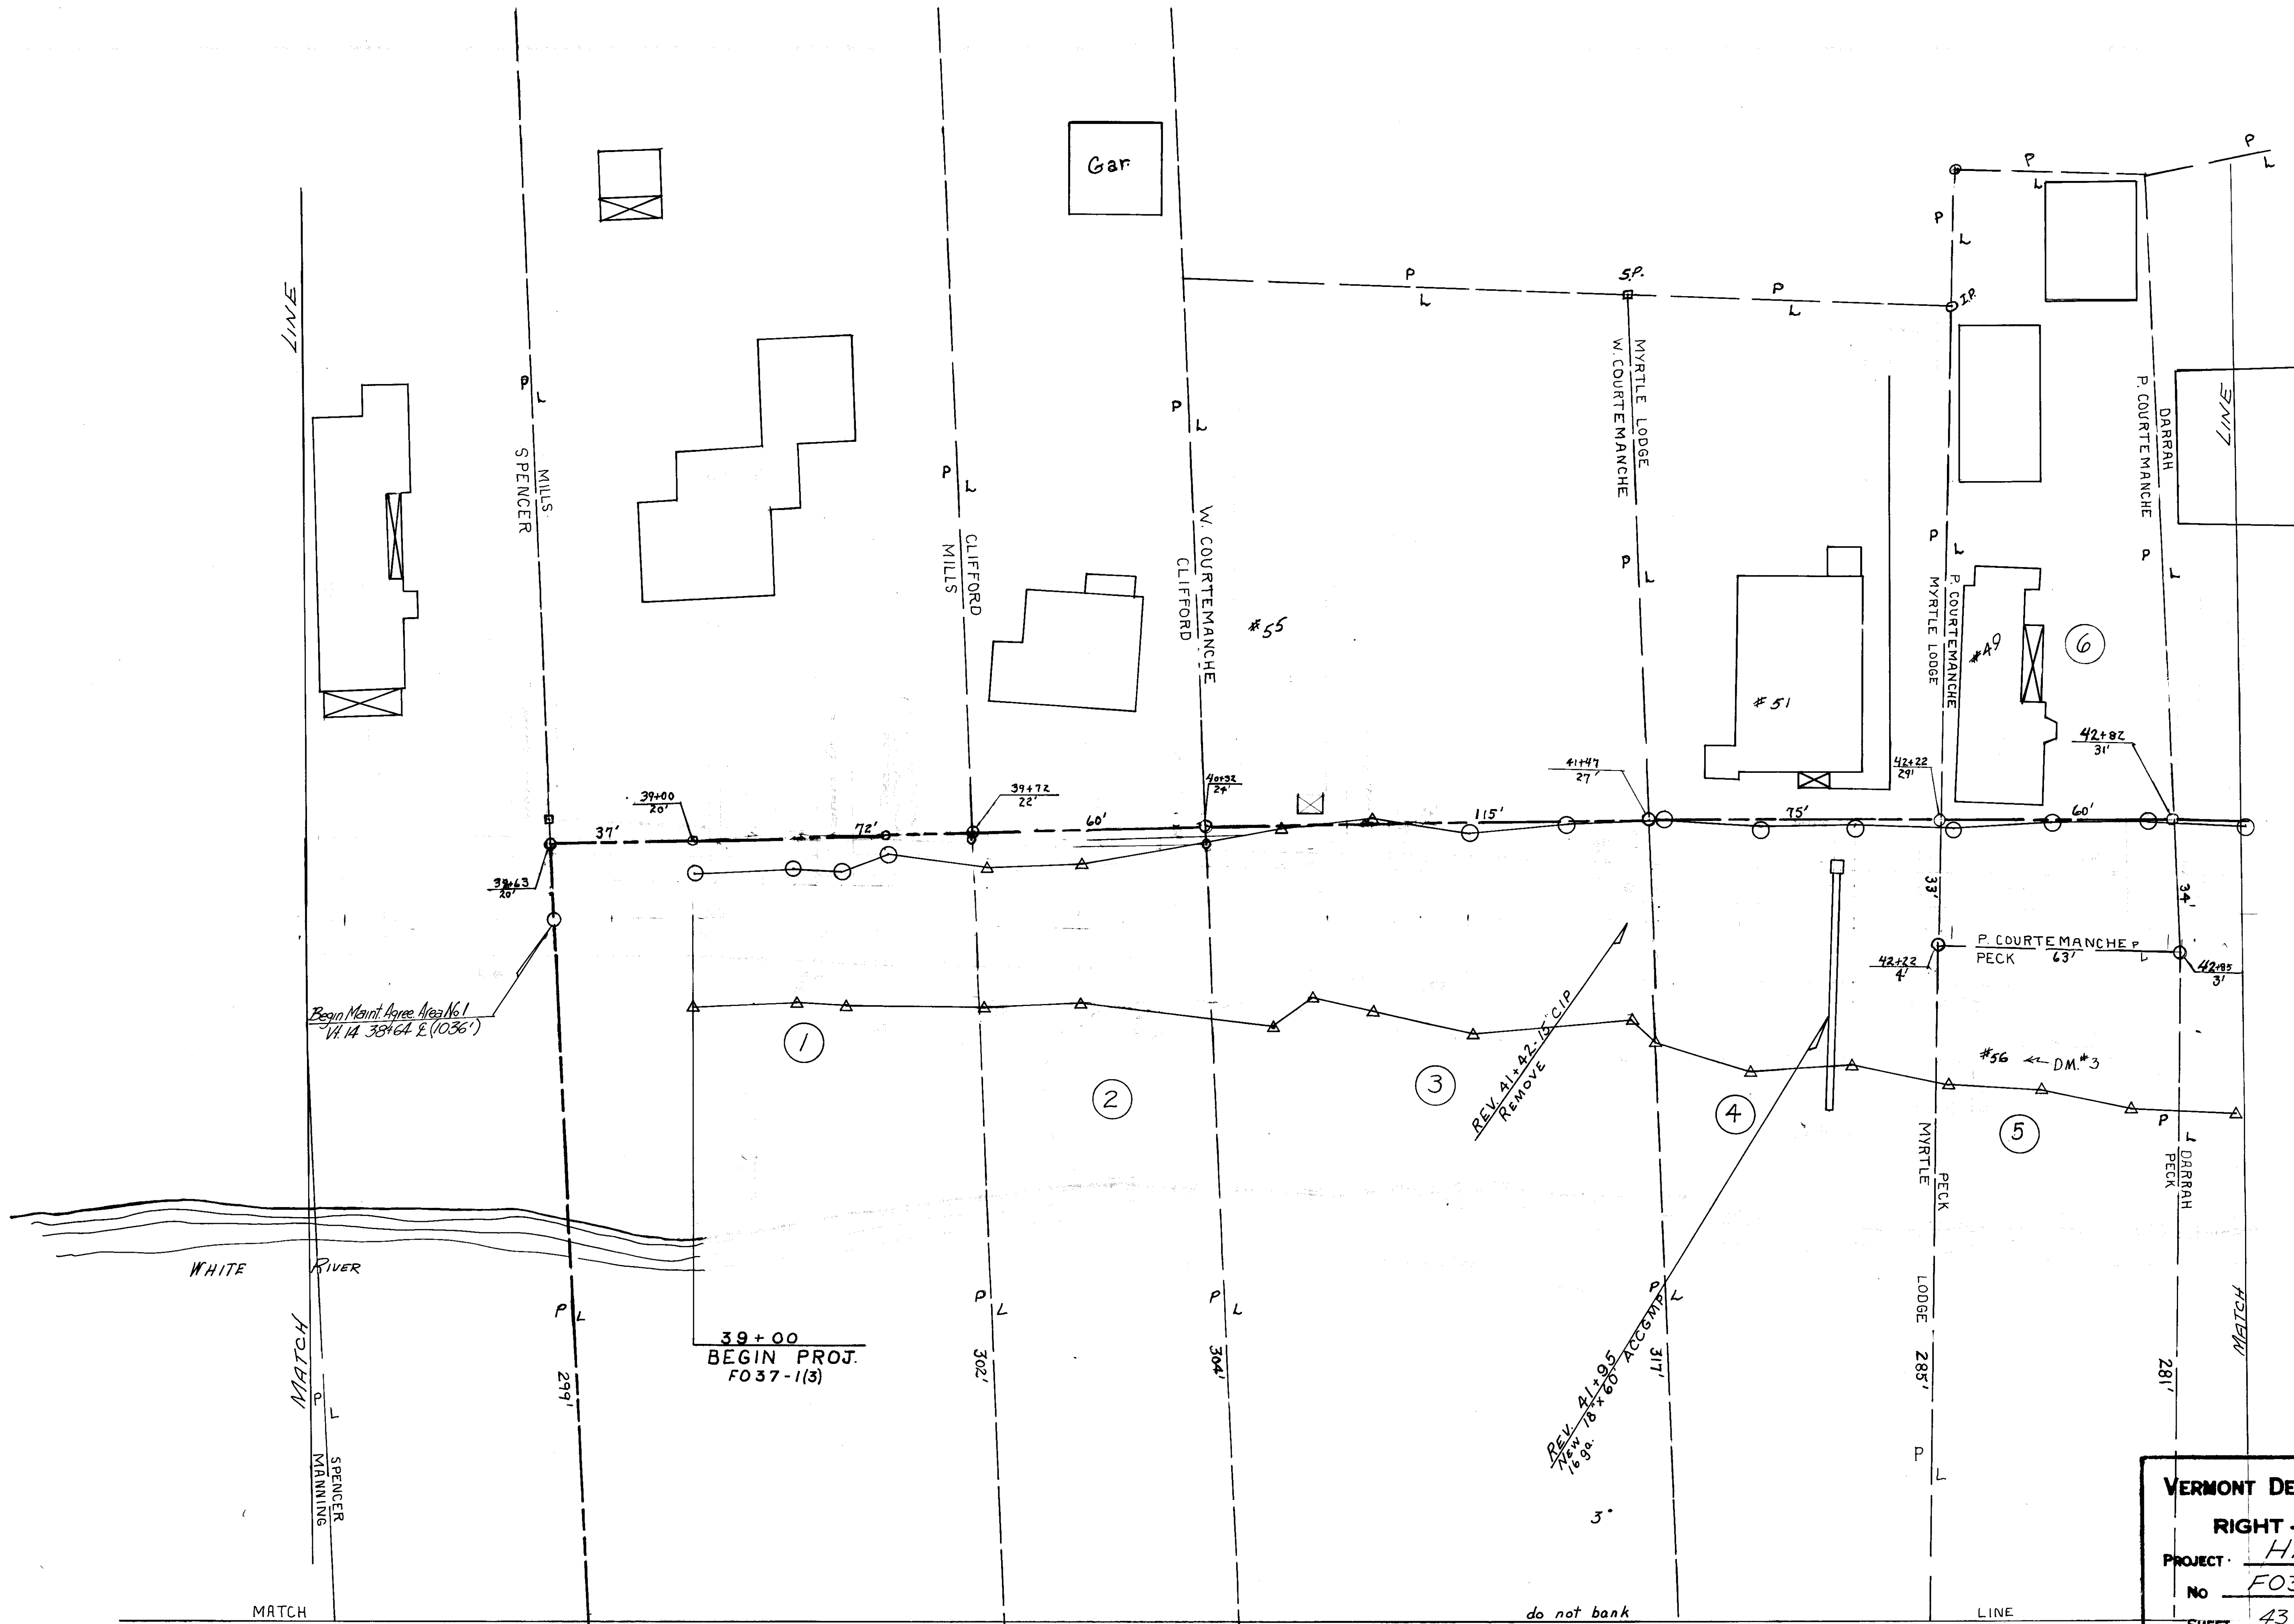 Gar.
P
L
P
L
P
L
P
L
S.P.
P
L
I.P.
LINE
P
L
MILLS
SPENCER
P
L
CLIFFORD
MILLS
P
L
W. COURTEMANCHE
CLIFFORD
#55
MYRTLE LODGE
W. COURTEMANCHE
P
L
#51
P
L
P. COURTEMANCHE
MYRTLE LODGE
#49
6
DARRAH
P. COURTEMANCHE
P
L
LINE
39+00
20'
39+72
22'
40+32
24'
41+47
27'
42+22
29'
42+82
31'
37'
72'
60'
115'
75'
60'
20'
33'
34'
P. COURTEMANCHE P
PECK 63' L
42+22
4'
42+85
3'
Begin Maint. Agree. Area No 1
Vt. 14 38+64 ℄ (1036')
1
2
3
4
5
REV. 41+42-15" C.I.P
REMOVE
#56 ← D.M. #3
P
L
DARRAH
PECK
PECK
MYRTLE
LODGE 285'
P
L
281'
WHITE RIVER
P
L
299'
39+00
BEGIN PROJ.
F037-1(3)
P
L
302'
P
L
304'
P
L
317'
REV. 41+95
NEW 18" x 60' ACCGMP
16 ga.
3"
MATCH
P
L
SPENCER
MANNING
MATCH
VERMONT DE
RIGHT -
PROJECT. H
NO F03
SHEET 43
MATCH
do not bank
LINE